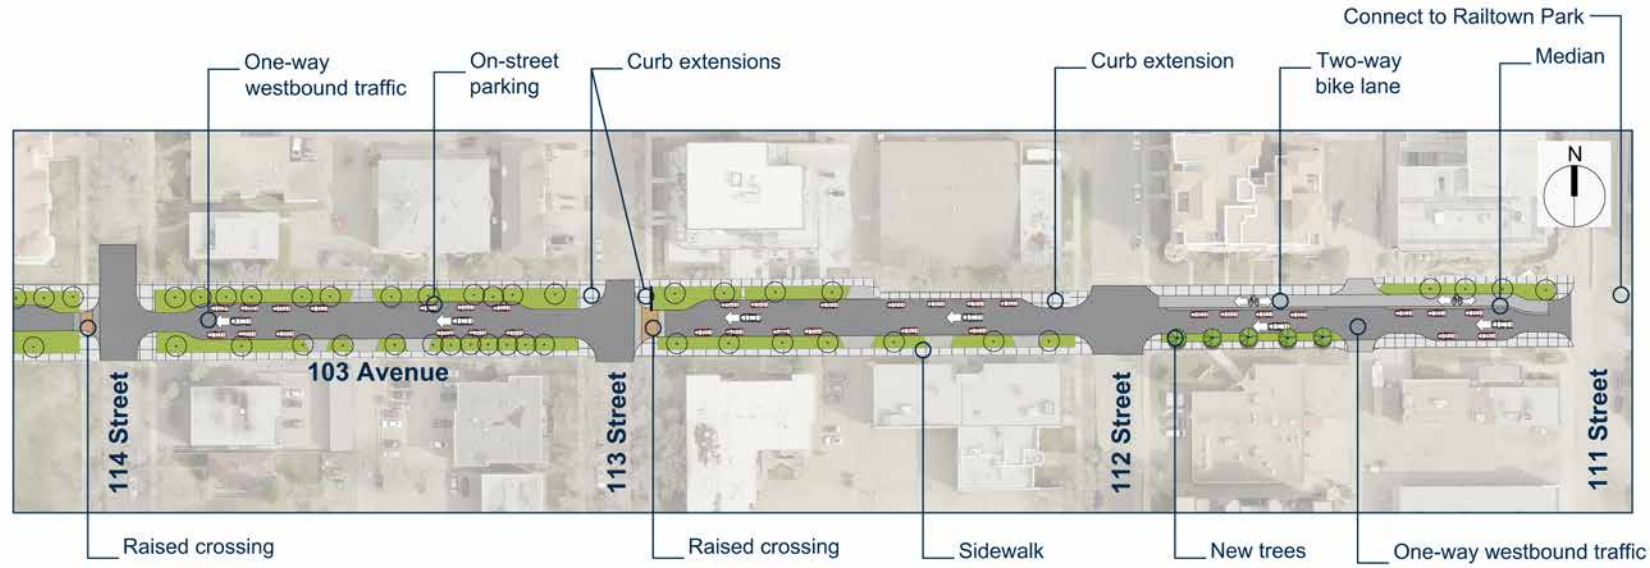 Connect to Railtown Park
One-way
westbound traffic
On-street
parking
Curb extensions
Curb extension
Two-way
bike lane
Median
N
103 Avenue
114 Street
113 Street
112 Street
111 Street
Raised crossing
Raised crossing
Sidewalk
New trees
One-way westbound traffic